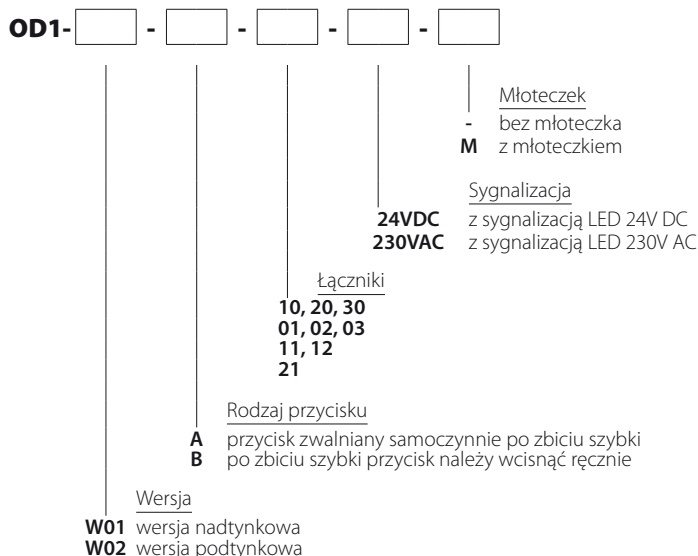 OD1- - - - -
Młoteczek
- bez młoteczka
M z młoteczkiem
Sygnalizacja
24VDC z sygnalizacją LED 24V DC
230VAC z sygnalizacją LED 230V AC
Łączniki
10, 20, 30
01, 02, 03
11, 12
21
Rodzaj przycisku
A przycisk zwalniany samoczynnie po zbiciu szybki
B po zbiciu szybki przycisk należy wcisnąć ręcznie
Wersja
W01 wersja nadtynkowa
W02 wersja podtynkowa